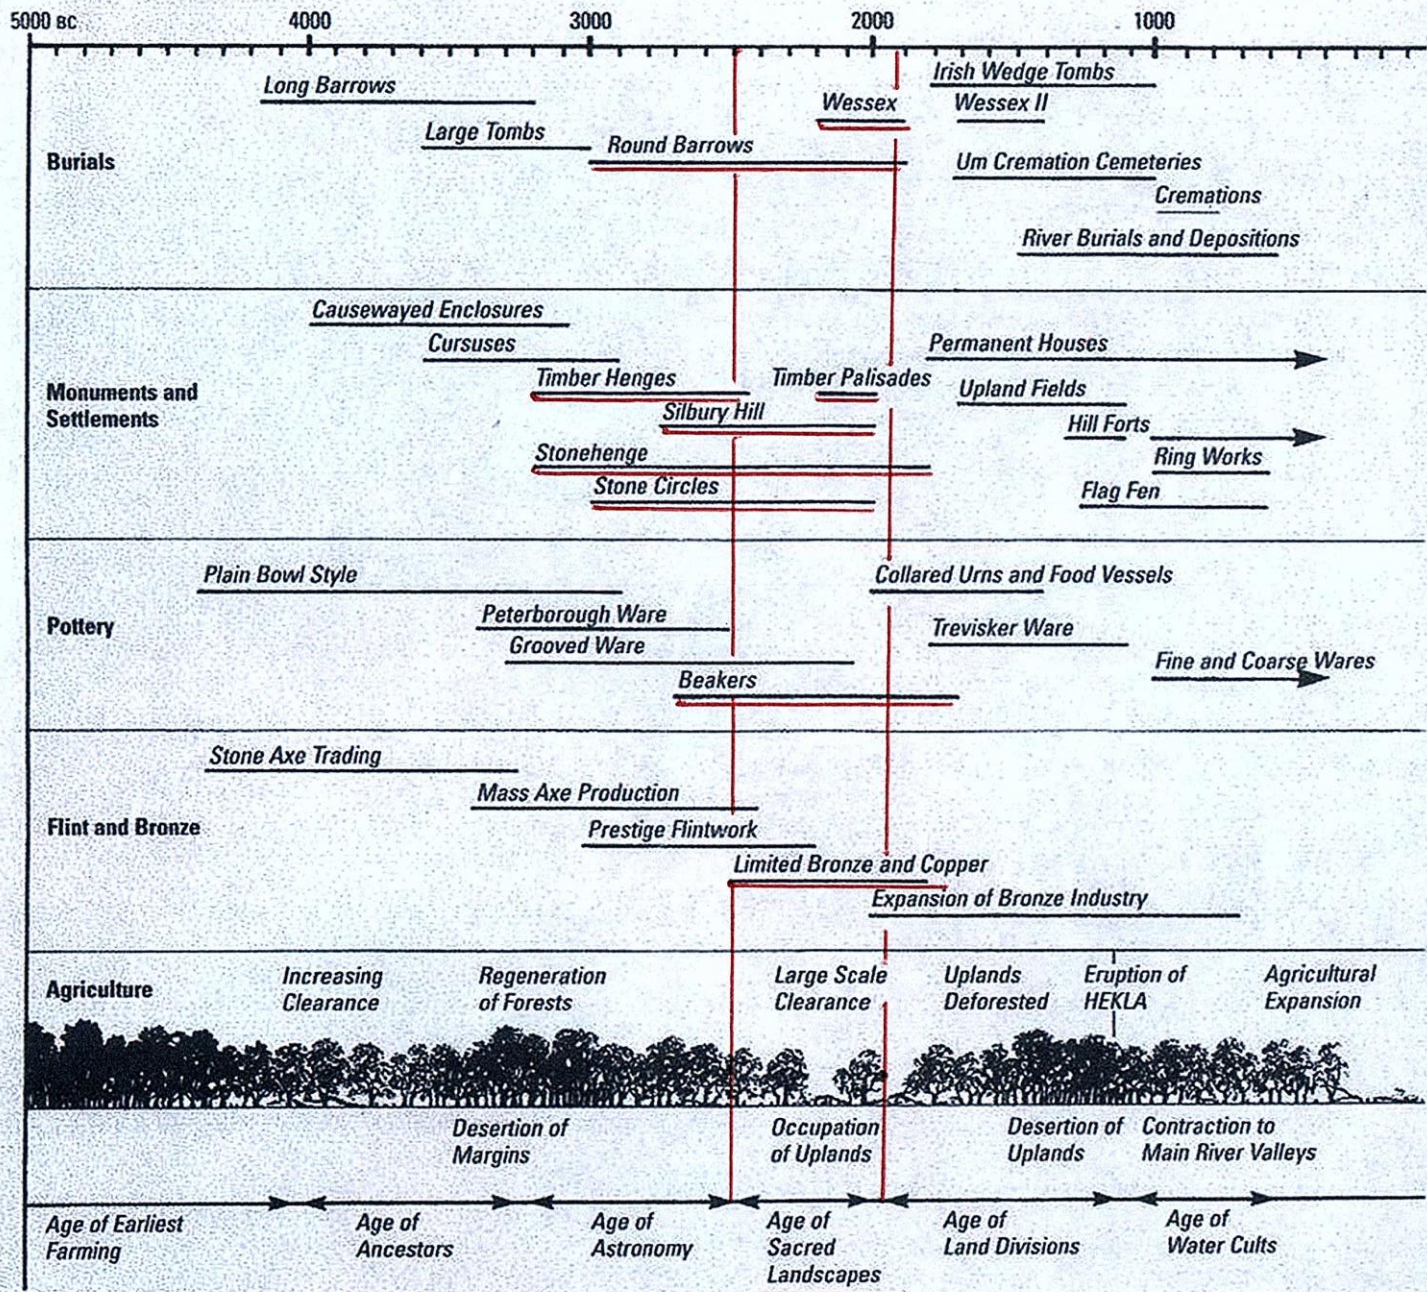 5000 BC 4000 3000 2000 1000
Burials
Long Barrows
Large Tombs
Round Barrows
Wessex
Irish Wedge Tombs
Wessex II
Um Cremation Cemeteries
Cremations
River Burials and Depositions
Monuments and
Settlements
Causewayed Enclosures
Cursuses
Timber Henges
Timber Palisades
Silbury Hill
Stonehenge
Stone Circles
Permanent Houses
Upland Fields
Hill Forts
Ring Works
Flag Fen
Pottery
Plain Bowl Style
Peterborough Ware
Grooved Ware
Beakers
Collared Urns and Food Vessels
Trevisker Ware
Fine and Coarse Wares
Flint and Bronze
Stone Axe Trading
Mass Axe Production
Prestige Flintwork
Limited Bronze and Copper
Expansion of Bronze Industry
Agriculture
Increasing
Clearance
Regeneration
of Forests
Large Scale
Clearance
Uplands
Deforested
Eruption of
HEKLA
Agricultural
Expansion
Desertion of
Margins
Occupation
of Uplands
Desertion of
Uplands
Contraction to
Main River Valleys
Age of Earliest
Farming
Age of
Ancestors
Age of
Astronomy
Age of
Sacred
Landscapes
Age of
Land Divisions
Age of
Water Cults